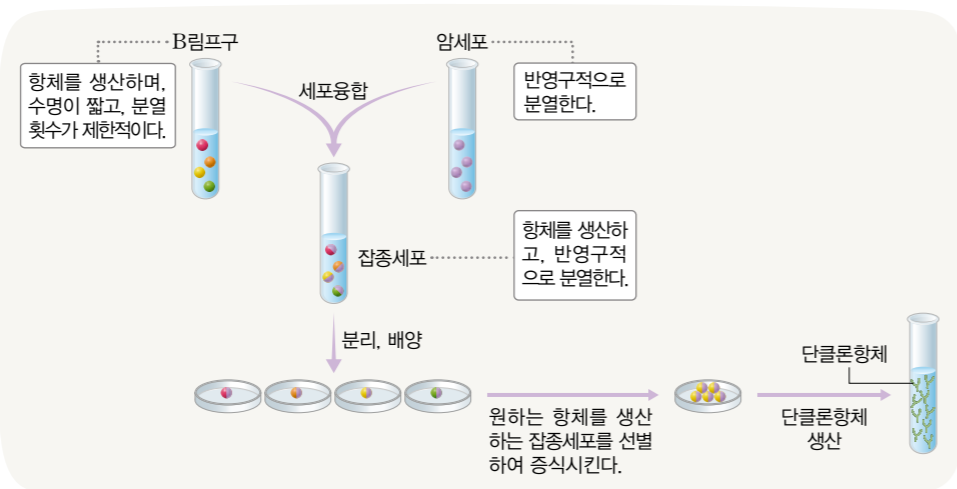 B림프구
암세포
항체를 생산하며,
수명이 짧고, 분열
횟수가 제한적이다.
세포융합
반영구적으로
분열한다.
잡종세포
항체를 생산하
고, 반영구적
으로 분열한다.
분리, 배양
원하는 항체를 생산
하는 잡종세포를 선별
하여 증식시킨다.
단클론항체
단클론항체
생산